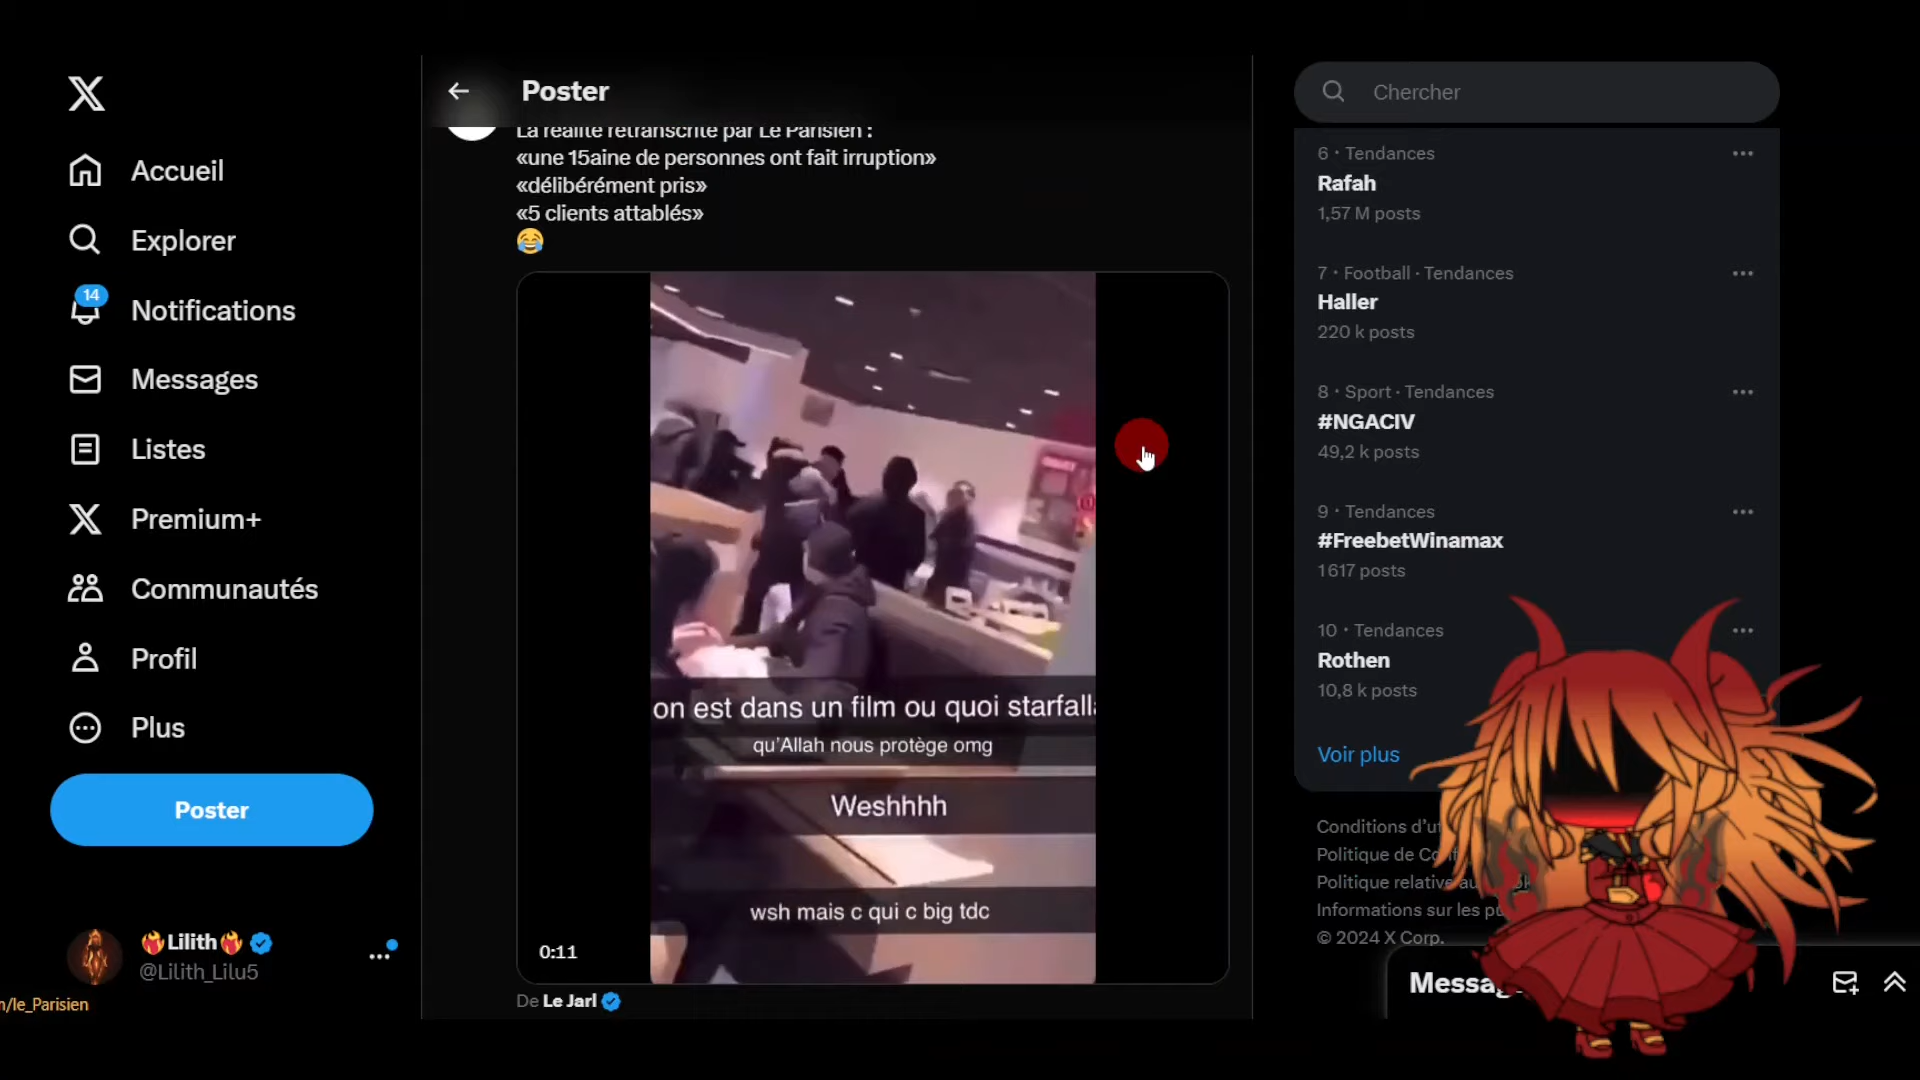 Accueil
Explorer
14
Notifications
Messages
Listes
Premium+
Communautés
Profil
Plus
Poster
Lilith
@Lilith_Lilu5
/le_Parisien
Poster
La réalité retranscrite par Le Parisien :
«une 15aine de personnes ont fait irruption»
«délibérément pris»
«5 clients attablés»
on est dans un film ou quoi
qu'Allah nous protège omg
Weshhhh
wsh mais c qui c big tdc
0:11
De Le Jarl
Chercher
6 · Tendances
Rafah
1,57 M posts
7 · Football · Tendances
Haller
220 k posts
8 · Sport · Tendances
#NGACIV
49,2 k posts
9 · Tendances
#FreebetWinamax
1 617 posts
10 · Tendances
Rothen
10,8 k posts
Voir plus
Conditions
Politique de
Politique relative
Informations sur les
© 2024 X Corp.